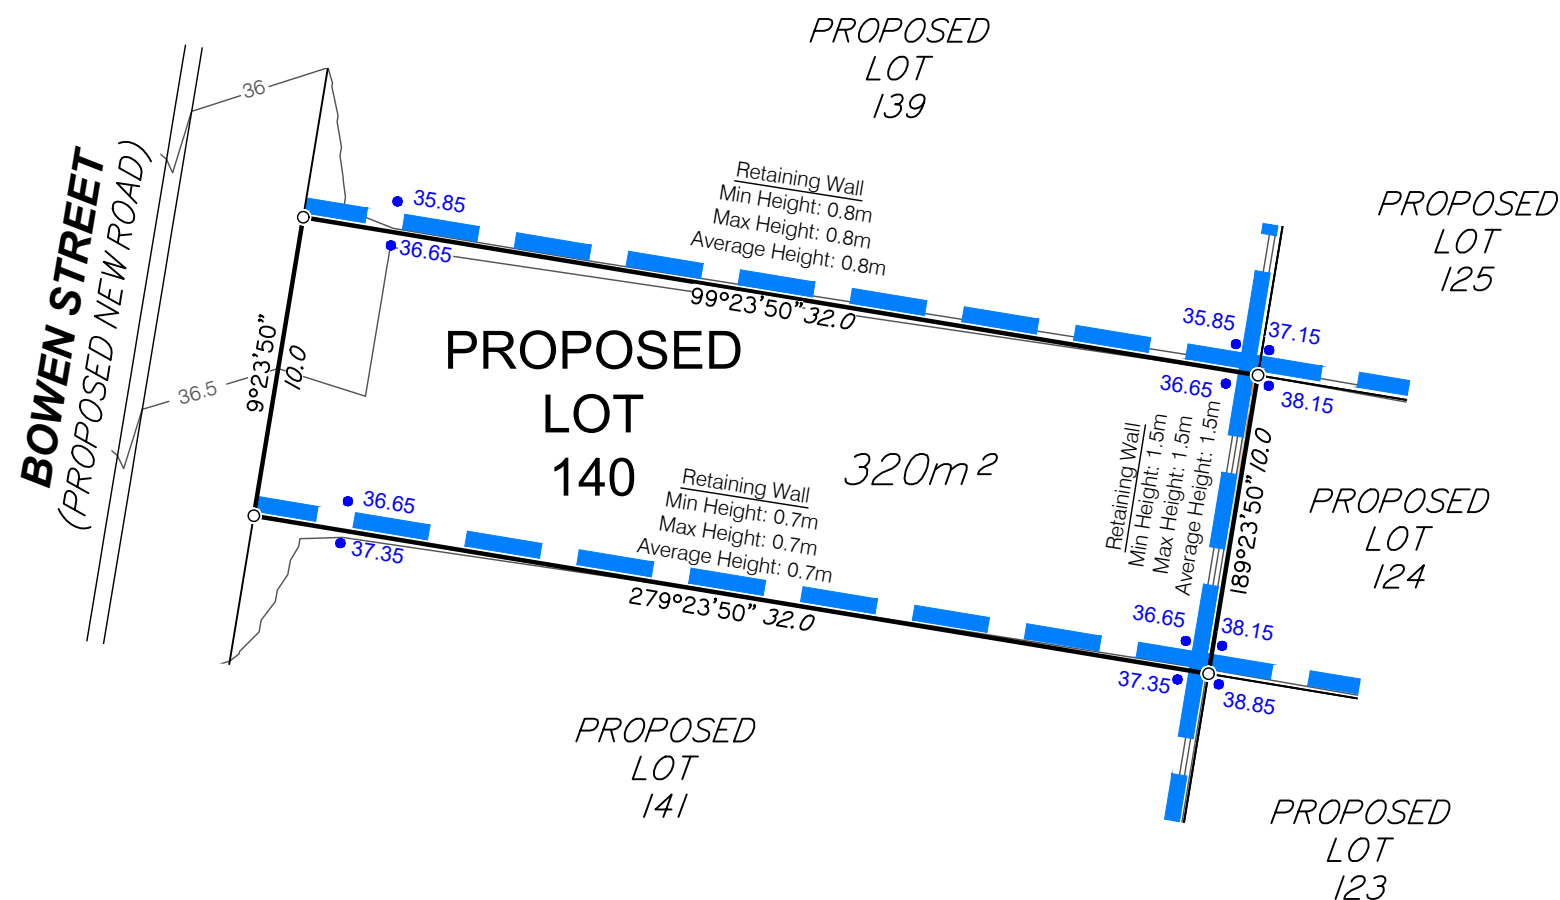 PROPOSED
LOT
139
36
BOWEN STREET
(PROPOSED NEW ROAD)
35.85
36.65
Retaining Wall
Min Height: 0.8m
Max Height: 0.8m
Average Height: 0.8m
PROPOSED
LOT
125
99°23'50" 32.0
35.85
37.15
36.65
38.15
36.5
9°23'50"
10.0
PROPOSED
LOT
140
320m²
Retaining Wall
Min Height: 1.5m
Max Height: 1.5m
Average Height: 1.5m
189°23'50" 10.0
PROPOSED
LOT
124
36.65
37.35
Retaining Wall
Min Height: 0.7m
Max Height: 0.7m
Average Height: 0.7m
279°23'50" 32.0
36.65
38.15
37.35
38.85
PROPOSED
LOT
141
PROPOSED
LOT
123